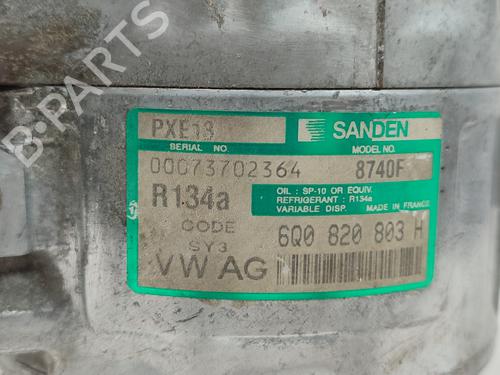 PXE13
SANDEN
SERIAL NO.
MODEL NO.
00073702364
8740F
R134a
OIL : SP-10 OR EQUIV.
REFRIGERANT : R134a
VARIABLE DISP.
MADE IN FRANCE
CODE
SY3
6Q0 820 803 H
VW AG
B-PARTS